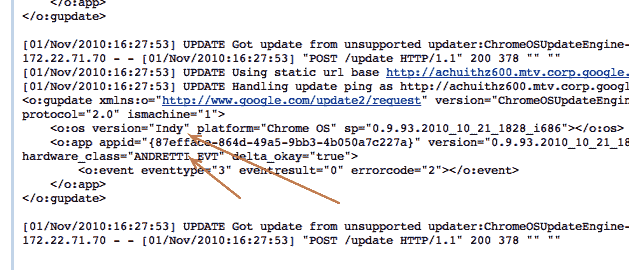 </o:app>
</o:gupdate>
[01/Nov/2010:16:27:53] UPDATE Got update from unsupported updater:ChromeOSUpdateEngine-
172.22.71.70 - - [01/Nov/2010:16:27:53] "POST /update HTTP/1.1" 200 378 "" ""
[01/Nov/2010:16:27:53] UPDATE Using static url base http://achuithz600.mtv.corp.google.
[01/Nov/2010:16:27:53] UPDATE Handling update ping as http://achuithz600.mtv.corp.google.
<o:gupdate xmlns:o="http://www.google.com/update2/request" version="ChromeOSUpdateEngin
protocol="2.0" ismachine="1">
<o:os version="Indy" platform="Chrome OS" sp="0.9.93.2010_10_21_1828_i686"></o:os>
<o:app appid="{87efface-864d-49a5-9bb3-4b050a7c227a}" version="0.9.93.2010_10_21_18
hardware_class="ANDRETTI EVT" delta_okay="true">
<o:event eventtype="3" eventresult="0" errorcode="2"></o:event>
</o:app>
</o:gupdate>
[01/Nov/2010:16:27:53] UPDATE Got update from unsupported updater:ChromeOSUpdateEngine-
172.22.71.70 - - [01/Nov/2010:16:27:53] "POST /update HTTP/1.1" 200 378 "" ""